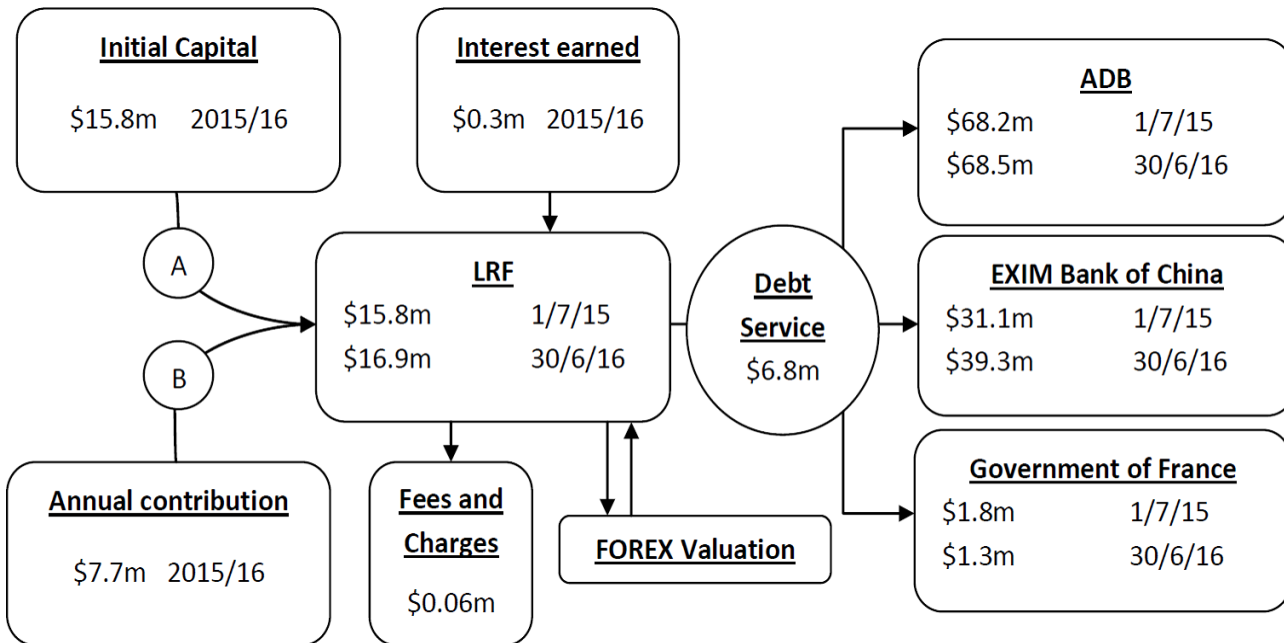 Initial Capital
$15.8m 2015/16
Interest earned
$0.3m 2015/16
ADB
$68.2m 1/7/15
$68.5m 30/6/16
A
LRF
$15.8m 1/7/15
$16.9m 30/6/16
Debt
Service
$6.8m
EXIM Bank of China
$31.1m 1/7/15
$39.3m 30/6/16
B
Annual contribution
$7.7m 2015/16
Fees and
Charges
$0.06m
FOREX Valuation
Government of France
$1.8m 1/7/15
$1.3m 30/6/16